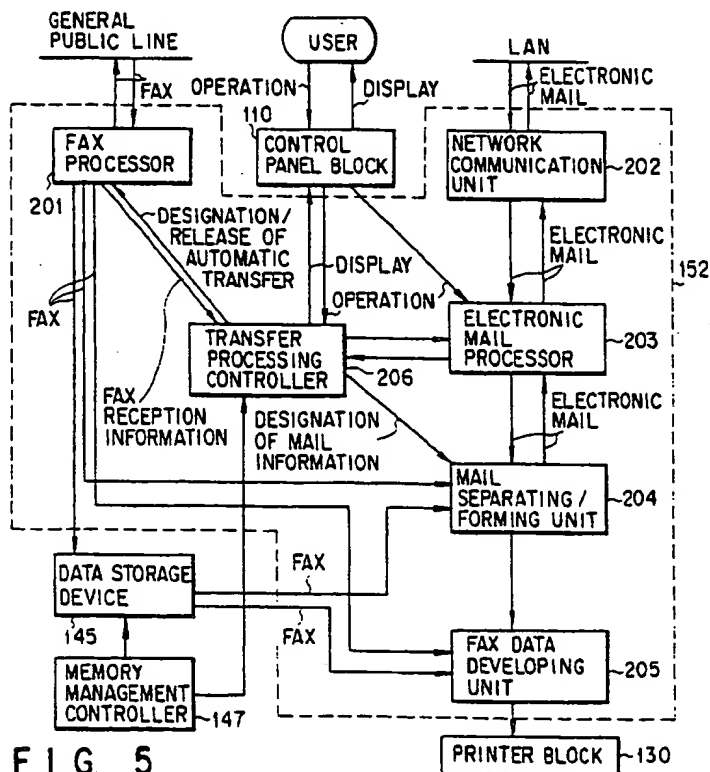 GENERAL
PUBLIC LINE
USER
LAN
FAX
OPERATION
DISPLAY
ELECTRONIC
MAIL
110
FAX
PROCESSOR
201
CONTROL
PANEL BLOCK
NETWORK
COMMUNICATION
UNIT
202
DESIGNATION/
RELEASE OF
AUTOMATIC
TRANSFER
DISPLAY
OPERATION
ELECTRONIC
MAIL
152
FAX
TRANSFER
PROCESSING
CONTROLLER
206
ELECTRONIC
MAIL
PROCESSOR
203
FAX
RECEPTION
INFORMATION
DESIGNATION
OF MAIL
INFORMATION
ELECTRONIC
MAIL
MAIL
SEPARATING/
FORMING UNIT
204
DATA STORAGE
DEVICE
145
FAX
FAX
MEMORY
MANAGEMENT
CONTROLLER
147
FAX DATA
DEVELOPING
UNIT
205
FIG. 5
PRINTER BLOCK
130